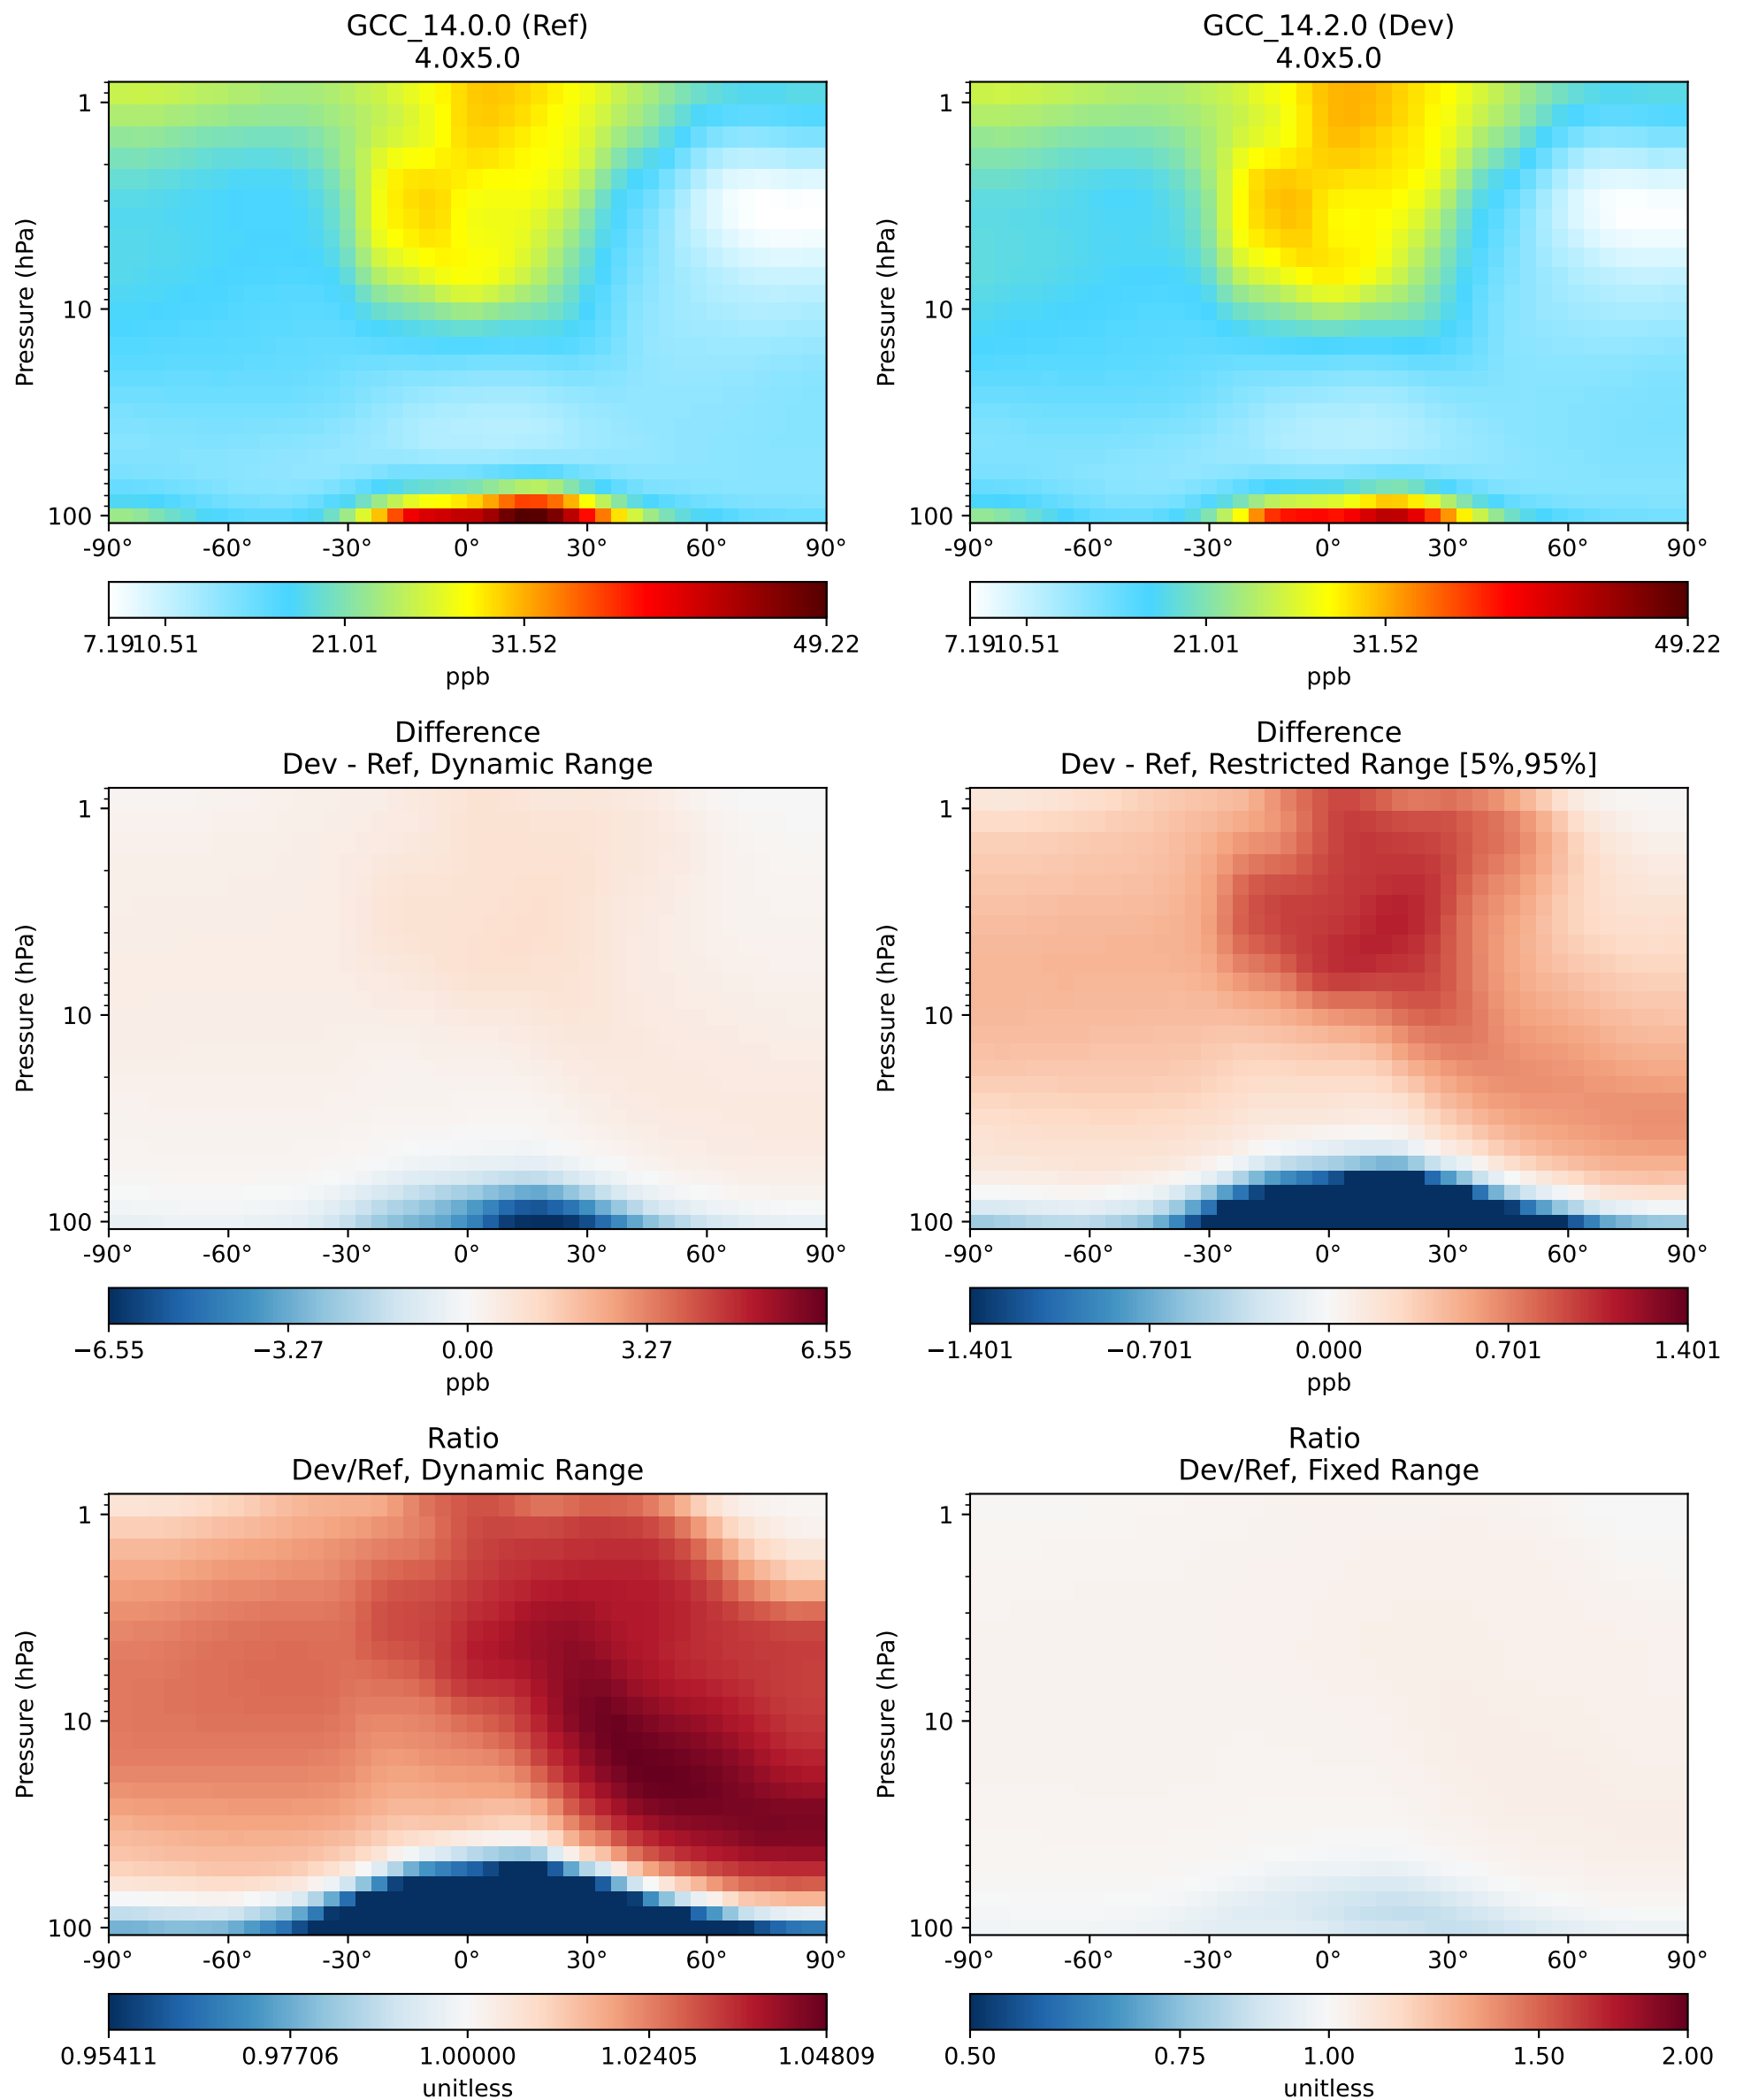 GCC_14.0.0 (Ref)
4.0x5.0
Pressure (hPa)
1
10
100
-90° -60° -30° 0° 30° 60° 90°
7.19 10.51 21.01 31.52 49.22
ppb
GCC_14.2.0 (Dev)
4.0x5.0
Pressure (hPa)
1
10
100
-90° -60° -30° 0° 30° 60° 90°
7.19 10.51 21.01 31.52 49.22
ppb
Difference
Dev - Ref, Dynamic Range
Pressure (hPa)
1
10
100
-90° -60° -30° 0° 30° 60° 90°
−6.55 −3.27 0.00 3.27 6.55
ppb
Difference
Dev - Ref, Restricted Range [5%,95%]
Pressure (hPa)
1
10
100
-90° -60° -30° 0° 30° 60° 90°
−1.401 −0.701 0.000 0.701 1.401
ppb
Ratio
Dev/Ref, Dynamic Range
Pressure (hPa)
1
10
100
-90° -60° -30° 0° 30° 60° 90°
0.95411 0.97706 1.00000 1.02405 1.04809
unitless
Ratio
Dev/Ref, Fixed Range
Pressure (hPa)
1
10
100
-90° -60° -30° 0° 30° 60° 90°
0.50 0.75 1.00 1.50 2.00
unitless